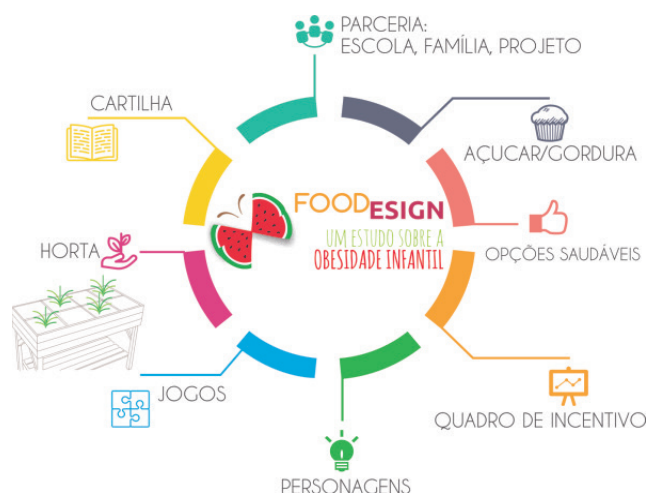 PARCERIA:
ESCOLA, FAMÍLIA, PROJETO
CARTILHA
AÇUCAR/GORDURA
FOODESIGN
UM ESTUDO SOBRE A
OBESIDADE INFANTIL
HORTA
OPÇÕES SAUDÁVEIS
JOGOS
QUADRO DE INCENTIVO
PERSONAGENS